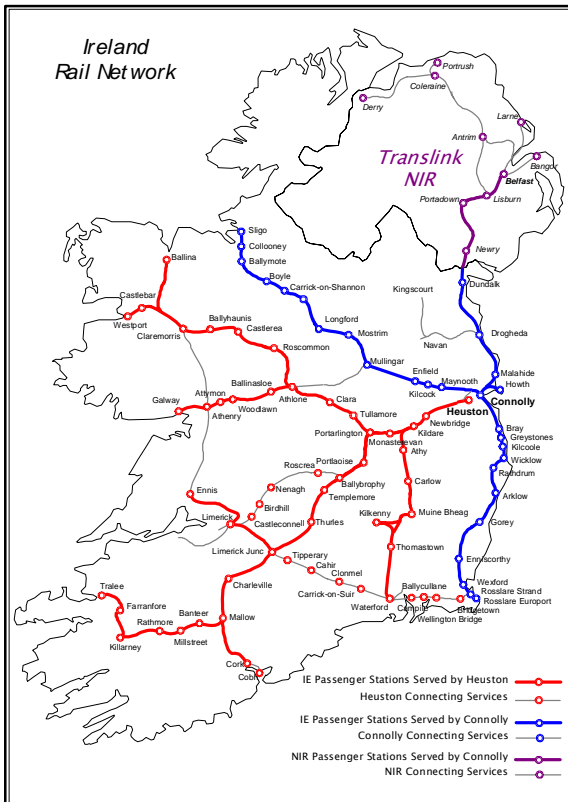 Ireland
Rail Network
Portrush
Coleraine
Derry
Larne
Antrim
Bangor
Translink
NIR
Belfast
Portadown
Lisburn
Newry
Sligo
Collooney
Ballymote
Boyle
Carrick-on-Shannon
Ballina
Dundalk
Kingscourt
Castlebar
Westport
Claremorris
Ballyhaunis
Castlerea
Longford
Mostrim
Drogheda
Navan
Roscommon
Mullingar
Enfield
Maynooth
Kilcock
Malahide
Howth
Connolly
Heuston
Ballinasloe
Attymon
Galway
Athenry
Woodlawn
Athlone
Clara
Tullamore
Newbridge
Kildare
Portarlington
Monasterevan
Athy
Bray
Greystones
Kilcoole
Wicklow
Rathdrum
Roscrea
Portlaoise
Ballybrophy
Nenagh
Templemore
Ennis
Birdhill
Limerick
Castleconnell
Thurles
Carlow
Arklow
Kilkenny
Muine Bheag
Gorey
Limerick Junc
Thomastown
Tipperary
Cahir
Clonmel
Enniscorthy
Charleville
Carrick-on-Suir
Waterford
Ballycullane
Campile
Wellington Bridge
Bridgetown
Wexford
Rosslare Strand
Rosslare Europort
Tralee
Farranfore
Rathmore
Banteer
Mallow
Killarney
Millstreet
Cork
Cobh
IE Passenger Stations Served by Heuston
Heuston Connecting Services
IE Passenger Stations Served by Connolly
Connolly Connecting Services
NIR Passenger Stations Served by Connolly
NIR Connecting Services